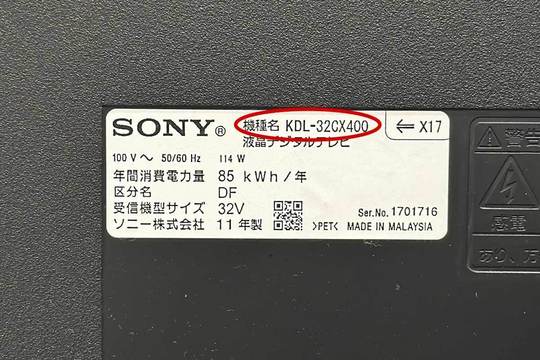 SONY® 機種名 KDL-32CX400 ⇐ X17
液晶デジタルテレビ
100 V ～ 50/60 Hz 114 W
年間消費電力量 85 kWh/年
区分名 DF
受信機型サイズ 32V
Ser.No.1701716
ソニー株式会社 11年製 >PET< MADE IN MALAYSIA
警告
感電